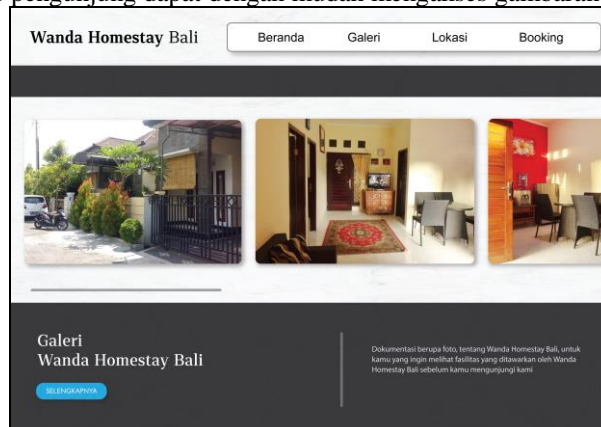 pengunjung dapat dengan mudah mengakses gambaran
Wanda Homestay Bali
Beranda Galeri Lokasi Booking
Galeri
Wanda Homestay Bali
SELENGKAPNYA
Dokumentasi berupa foto, tentang Wanda Homestay Bali, untuk
kamu yang ingin melihat fasilitas yang ditawarkan oleh Wanda
Homestay Bali sebelum kamu mengunjungi kami